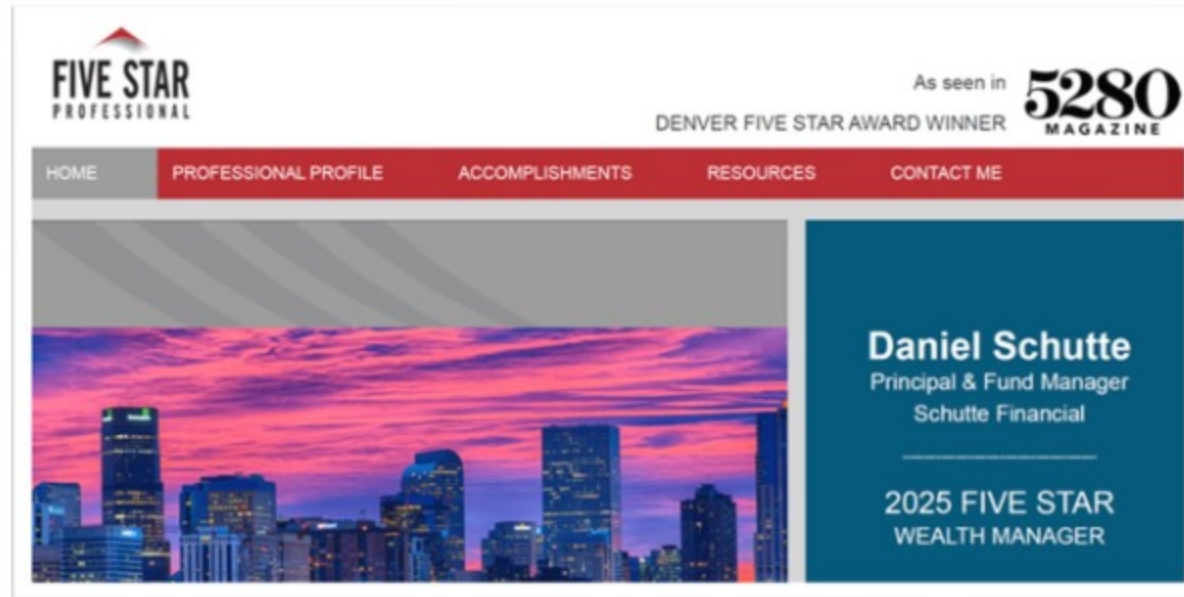 FIVE STAR
PROFESSIONAL
As seen in
5280
MAGAZINE
DENVER FIVE STAR AWARD WINNER
HOME
PROFESSIONAL PROFILE
ACCOMPLISHMENTS
RESOURCES
CONTACT ME
Daniel Schutte
Principal & Fund Manager
Schutte Financial
2025 FIVE STAR
WEALTH MANAGER